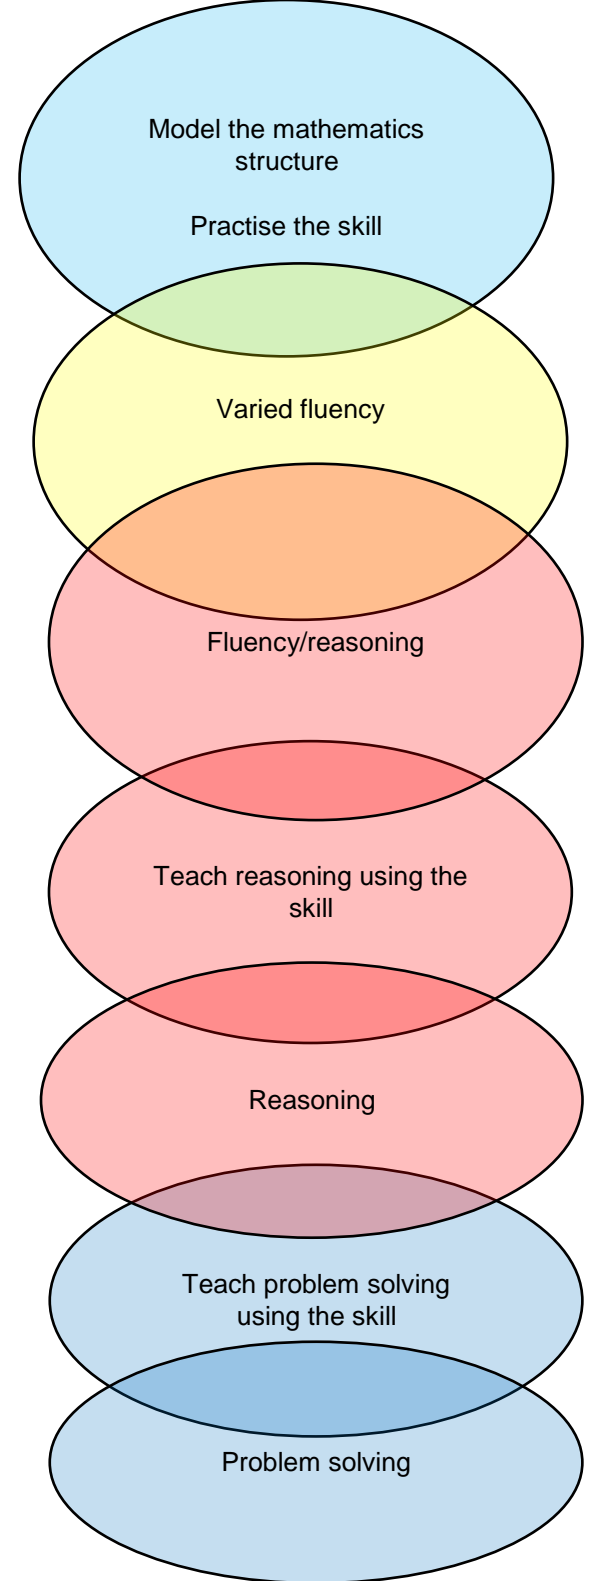 Model the mathematics
structure
Practise the skill
Varied fluency
Fluency/reasoning
Teach reasoning using the
skill
Reasoning
Teach problem solving
using the skill
Problem solving